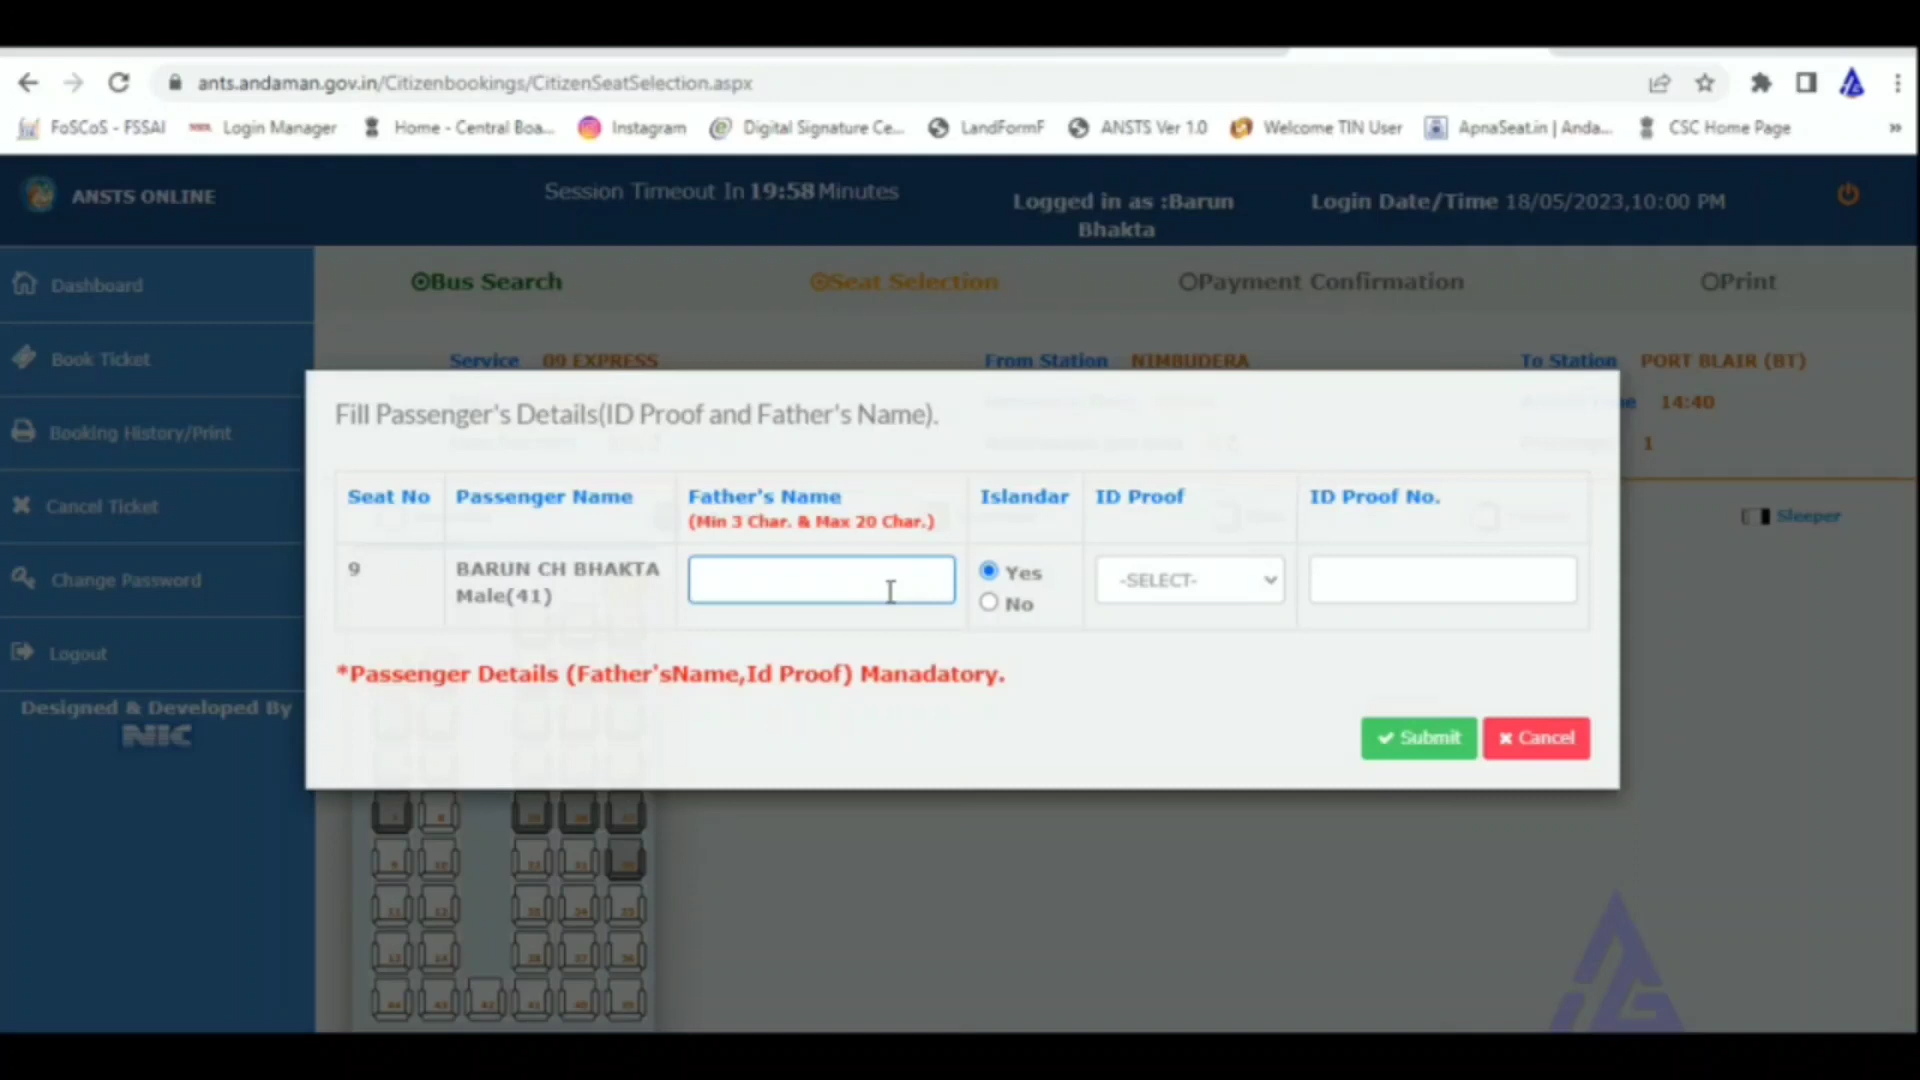 ants.andaman.gov.in/Citizenbookings/CitizenSeatSelection.aspx
FoSCoS - FSSAI Login Manager Home - Central Boa... Instagram Digital Signature Ce... LandFormF ANSTS Ver 1.0 Welcome TIN User ApnaSeat.in | Anda... CSC Home Page »
ANSTS ONLINE
Session Timeout In 19:58 Minutes
Logged in as :Barun
Bhakta
Login Date/Time 18/05/2023,10:00 PM
Dashboard
Book Ticket
Booking History/Print
Cancel Ticket
Change Password
Logout
Designed & Developed By
NIC
Bus Search Seat Selection Payment Confirmation Print
Service 09 EXPRESS From Station NIMBUDERA To Station PORT BLAIR (BT)
14:40
1
Sleeper
Fill Passenger's Details(ID Proof and Father's Name).
Seat No Passenger Name Father's Name Islandar ID Proof ID Proof No.
(Min 3 Char. & Max 20 Char.)
9 BARUN CH BHAKTA Yes -SELECT-
Male(41) No
*Passenger Details (Father'sName,Id Proof) Manadatory.
Submit Cancel